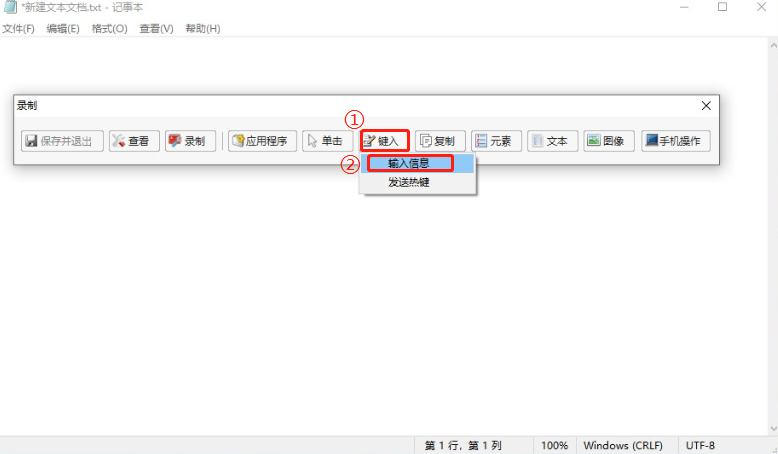 *新建文本文档.txt - 记事本
文件(F) 编辑(E) 格式(O) 查看(V) 帮助(H)
录制
①
保存并退出 查看 录制 应用程序 单击 键入 复制 元素 文本 图像 手机操作
② 输入信息
发送热键
第 1 行，第 1 列 100% Windows (CRLF) UTF-8